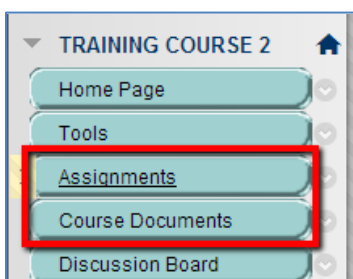 TRAINING COURSE 2
Home Page
Tools
Assignments
Course Documents
Discussion Board